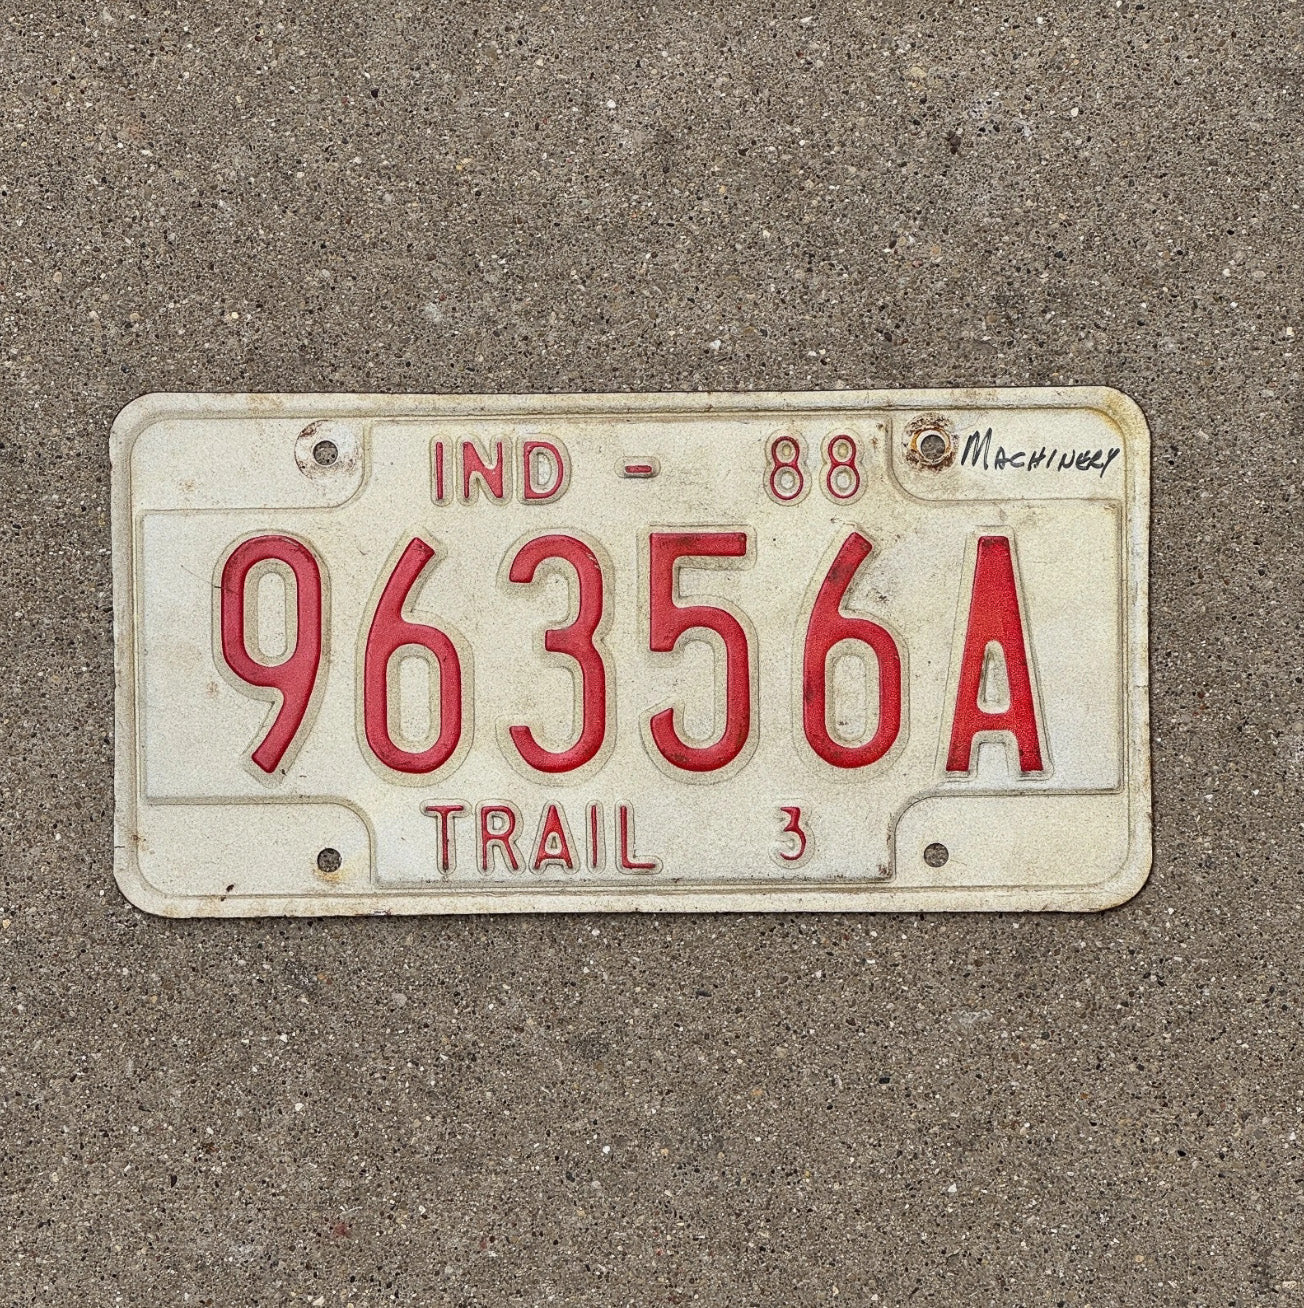 IND - 88
Machinery
96356A
TRAIL 3